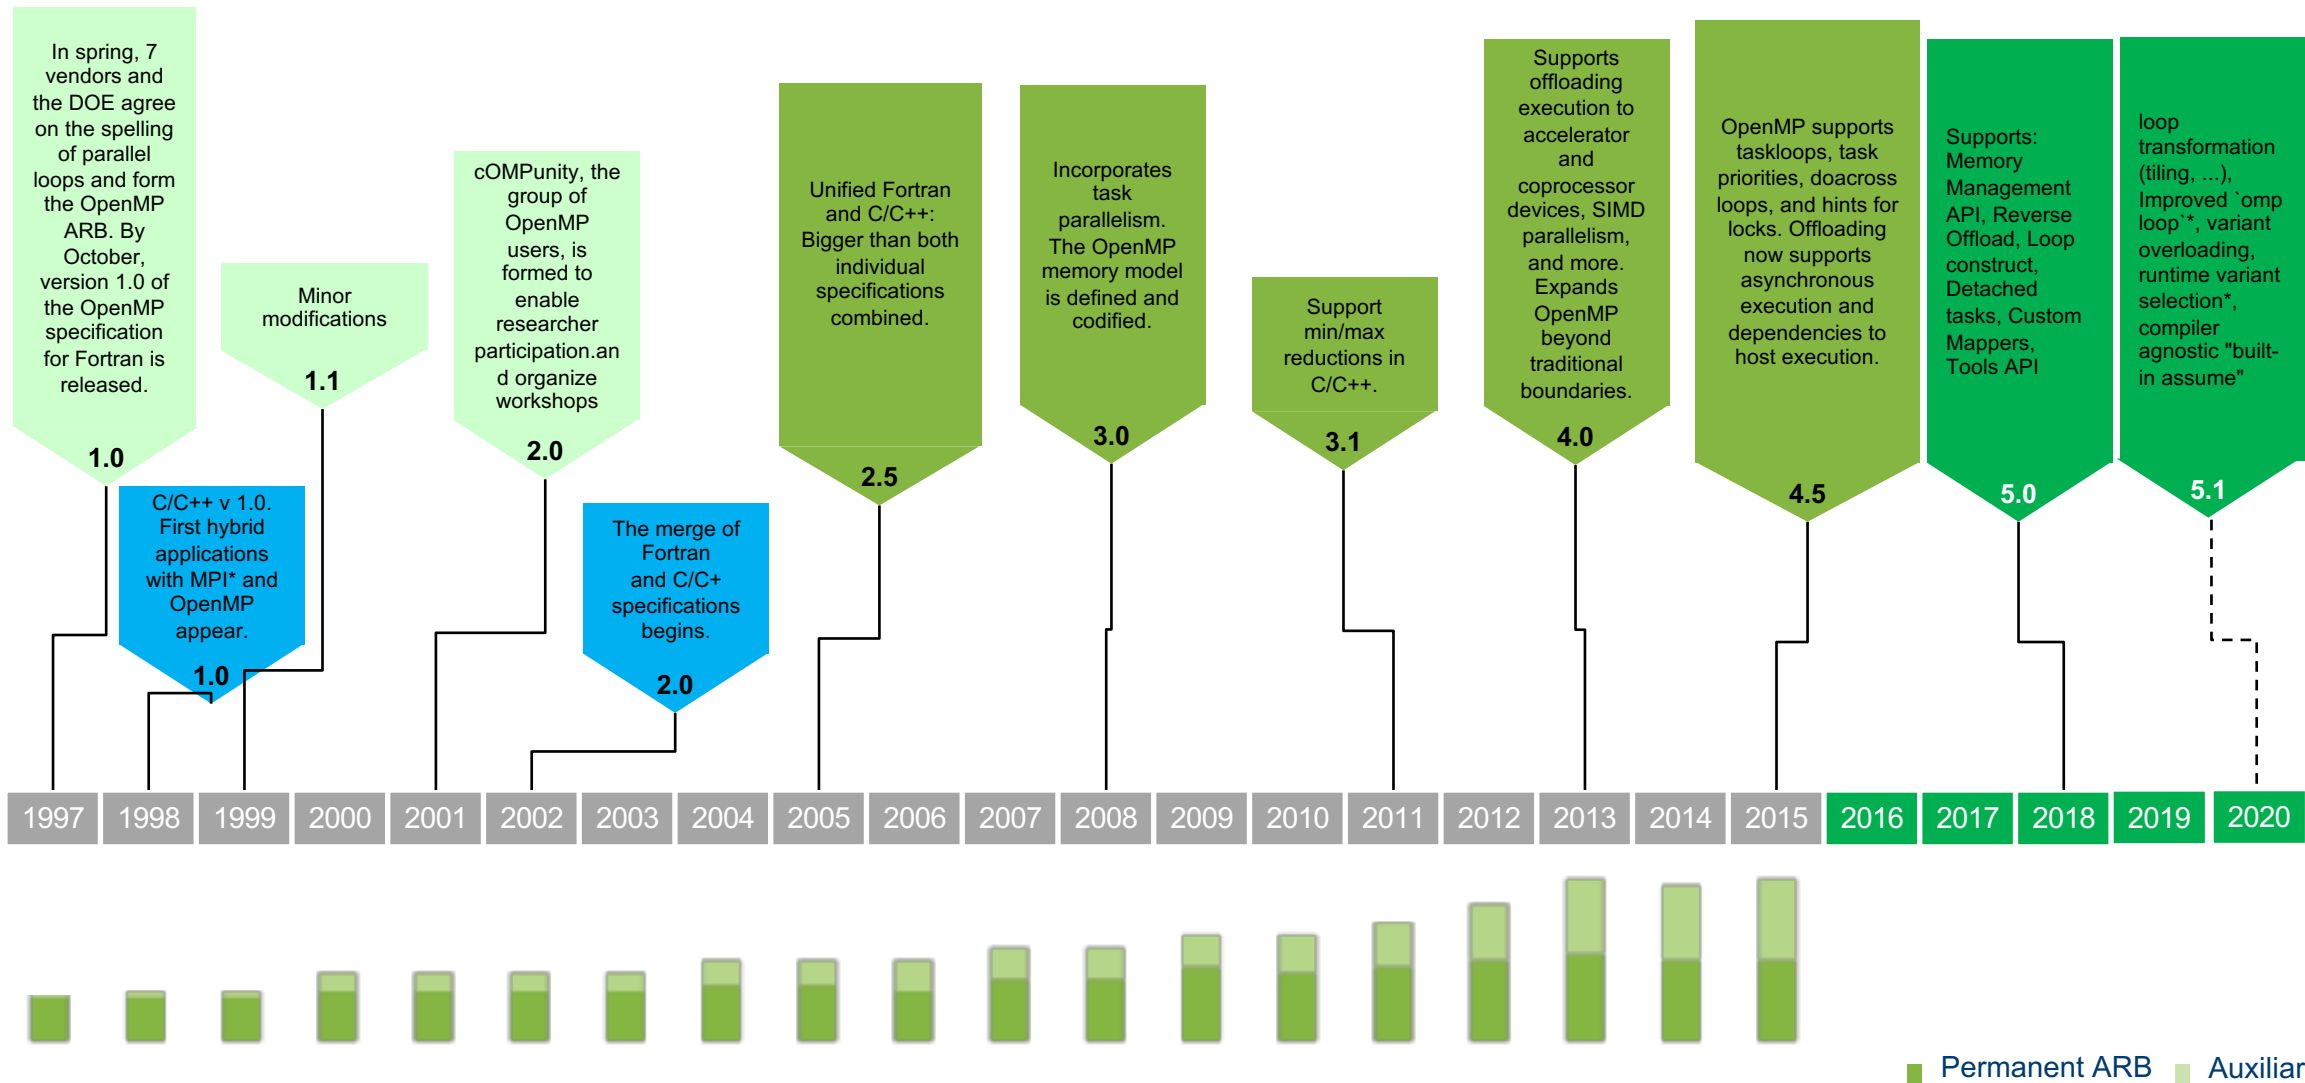 In spring, 7
vendors and
the DOE agree
on the spelling
of parallel
loops and form
the OpenMP
ARB. By
October,
version 1.0 of
the OpenMP
specification
for Fortran is
released.
1.0
C/C++ v 1.0.
First hybrid
applications
with MPI* and
OpenMP
appear.
1.0
Minor
modifications
1.1
cOMPunity, the
group of
OpenMP
users, is
formed to
enable
researcher
participation.an
d organize
workshops
2.0
The merge of
Fortran
and C/C+
specifications
begins.
2.0
Unified Fortran
and C/C++:
Bigger than both
individual
specifications
combined.
2.5
Incorporates
task
parallelism.
The OpenMP
memory model
is defined and
codified.
3.0
Support
min/max
reductions in
C/C++.
3.1
Supports
offloading
execution to
accelerator
and
coprocessor
devices, SIMD
parallelism,
and more.
Expands
OpenMP
beyond
traditional
boundaries.
4.0
OpenMP supports
taskloops, task
priorities, doacross
loops, and hints for
locks. Offloading
now supports
asynchronous
execution and
dependencies to
host execution.
4.5
Supports:
Memory
Management
API, Reverse
Offload, Loop
construct,
Detached
tasks, Custom
Mappers,
Tools API
5.0
loop
transformation
(tiling, ...),
Improved `omp
loop`*, variant
overloading,
runtime variant
selection*,
compiler
agnostic "built-
in assume"
5.1
1997 1998 1999 2000 2001 2002 2003 2004 2005 2006 2007 2008 2009 2010 2011 2012 2013 2014 2015 2016 2017 2018 2019 2020
Permanent ARB Auxiliar